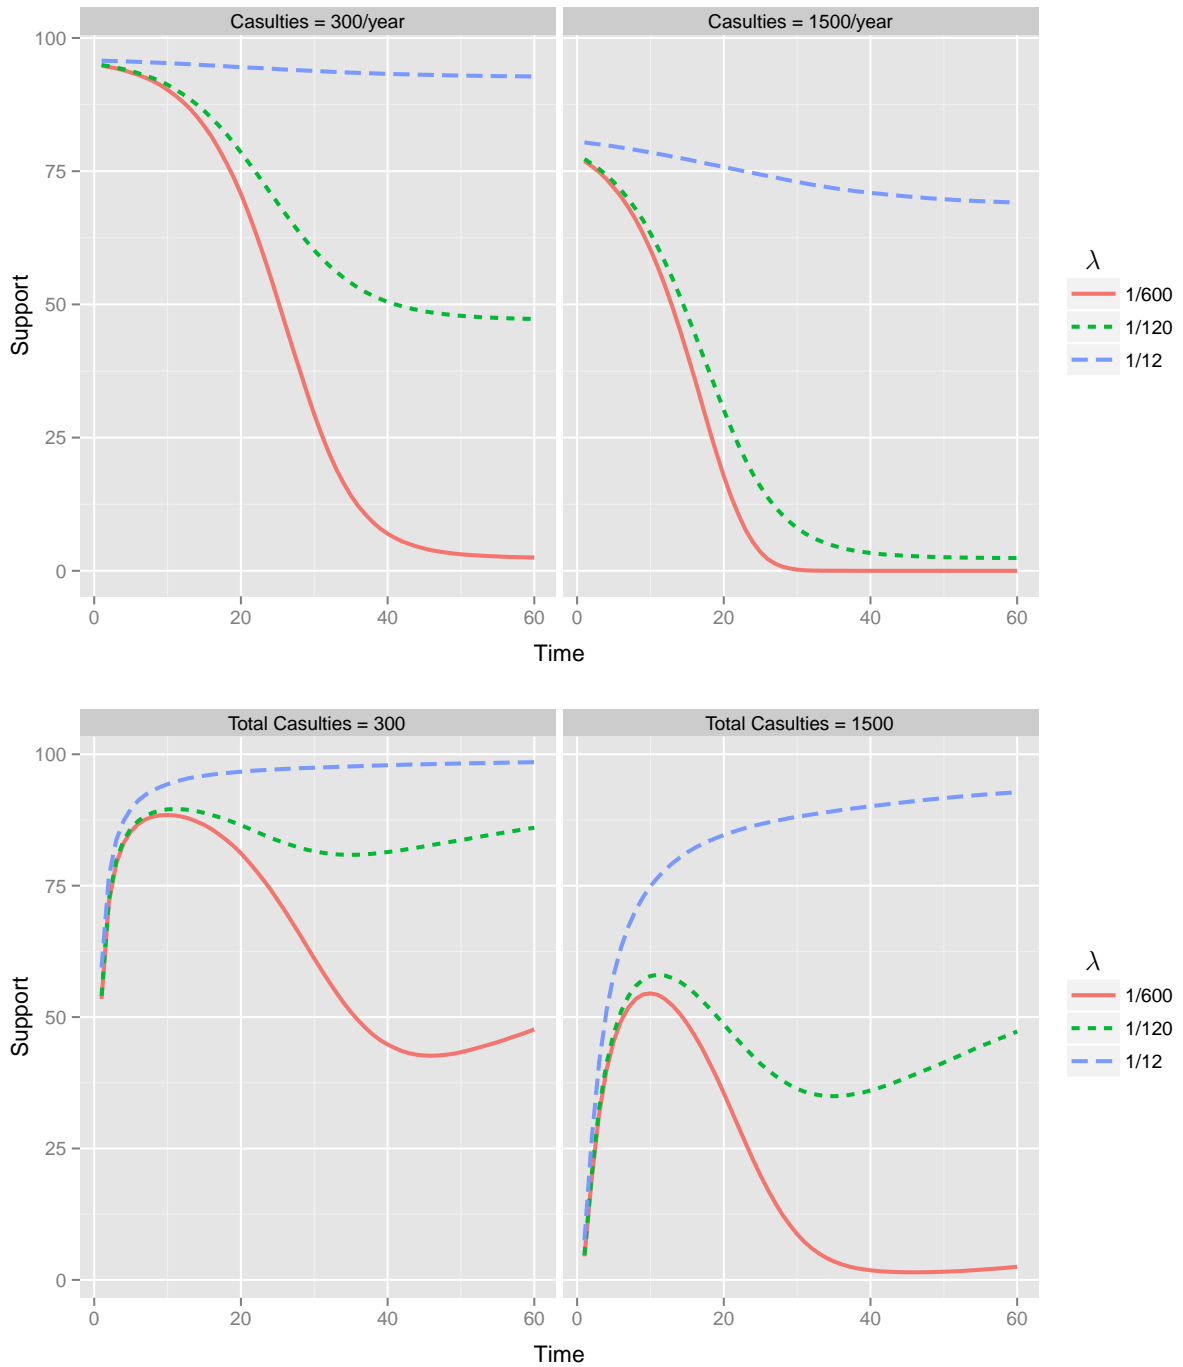 Casulties = 300/year
Casulties = 1500/year
100
75
50
25
0
Support
0 20 40 60
0 20 40 60
Time
λ
1/600
1/120
1/12
Total Casulties = 300
Total Casulties = 1500
100
75
50
25
0
Support
0 20 40 60
0 20 40 60
Time
λ
1/600
1/120
1/12